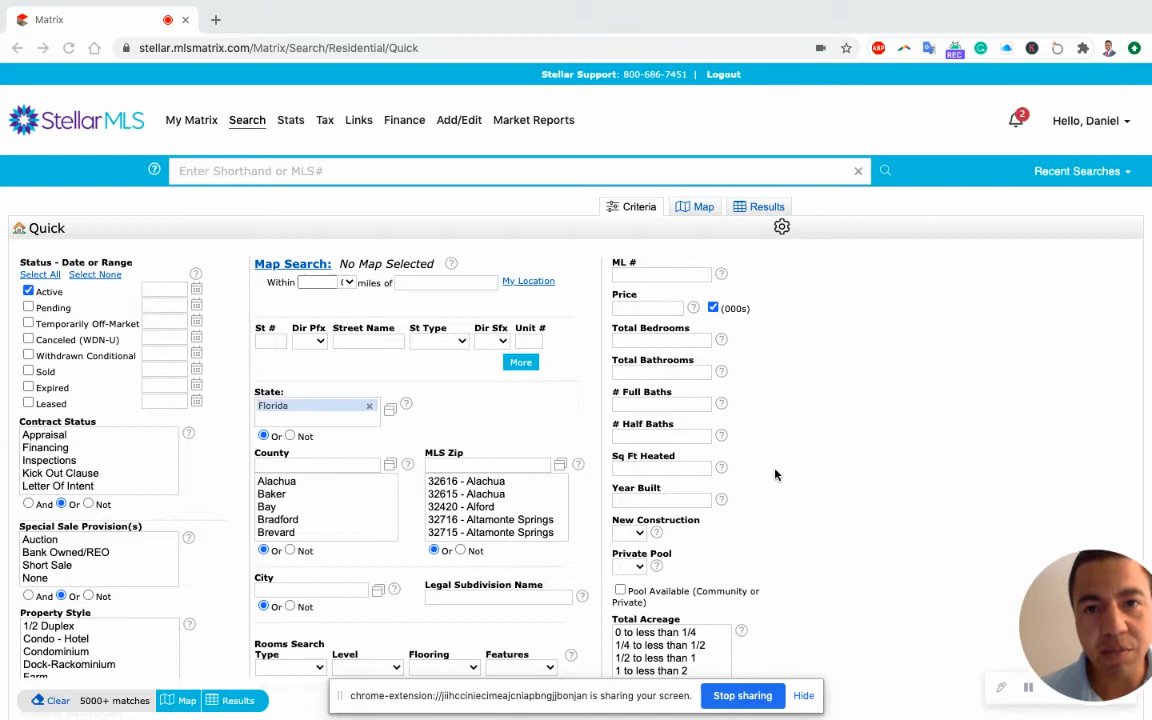 Matrix
stellar.mlsmatrix.com/Matrix/Search/Residential/Quick
ABP
REC
Stellar Support: 800-686-7451 | Logout
StellarMLS
My Matrix Search Stats Tax Links Finance Add/Edit Market Reports
2
Hello, Daniel
Enter Shorthand or MLS#
Recent Searches
Criteria Map Results
Quick
Status - Date or Range
Select All Select None
Active
Pending
Temporarily Off-Market
Canceled (WDN-U)
Withdrawn Conditional
Sold
Expired
Leased
Contract Status
Appraisal
Financing
Inspections
Kick Out Clause
Letter Of Intent
And Or Not
Special Sale Provision(s)
Auction
Bank Owned/REO
Short Sale
None
And Or Not
Property Style
1/2 Duplex
Condo - Hotel
Condominium
Dock-Rackominium
Farm
Map Search: No Map Selected
Within ( miles of My Location
St # Dir Pfx Street Name St Type Dir Sfx Unit #
More
State:
Florida
Or Not
County
Alachua
Baker
Bay
Bradford
Brevard
Or Not
MLS Zip
32616 - Alachua
32615 - Alachua
32420 - Alford
32716 - Altamonte Springs
32715 - Altamonte Springs
Or Not
City
Or Not
Legal Subdivision Name
Rooms Search
Type Level Flooring Features
ML #
Price
(000s)
Total Bedrooms
Total Bathrooms
# Full Baths
# Half Baths
Sq Ft Heated
Year Built
New Construction
Private Pool
Pool Available (Community or
Private)
Total Acreage
0 to less than 1/4
1/4 to less than 1/2
1/2 to less than 1
1 to less than 2
Clear 5000+ matches Map Results
chrome-extension://jiihcciniecimeajcniapbngjjbonjan is sharing your screen. Stop sharing Hide